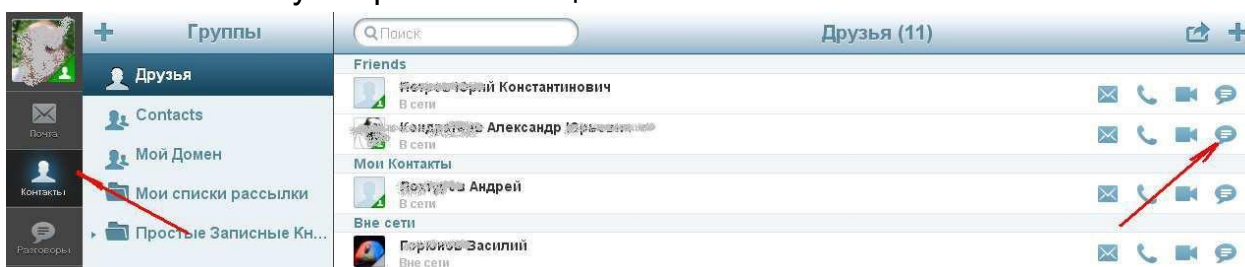 Группы
Поиск
Друзья (11)
Друзья
Contacts
Мой Домен
Мои списки рассылки
Простые Записные Кн...
Почта
Контакты
Разговоры
Friends
Юрий Константинович
В сети
Александр
В сети
Мои Контакты
Андрей
В сети
Вне сети
Василий
Вне сети